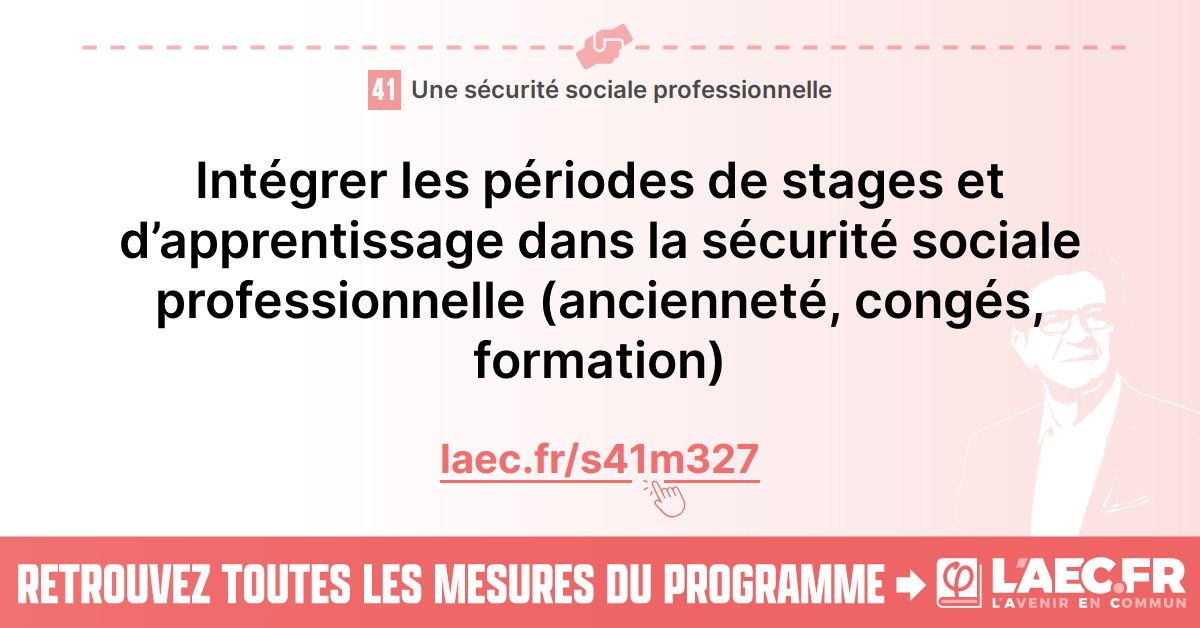 41 Une sécurité sociale professionnelle
Intégrer les périodes de stages et
d’apprentissage dans la sécurité sociale
professionnelle (ancienneté, congés,
formation)
laec.fr/s41m327
RETROUVEZ TOUTES LES MESURES DU PROGRAMME
φ L'AEC.FR
L'AVENIR EN COMMUN